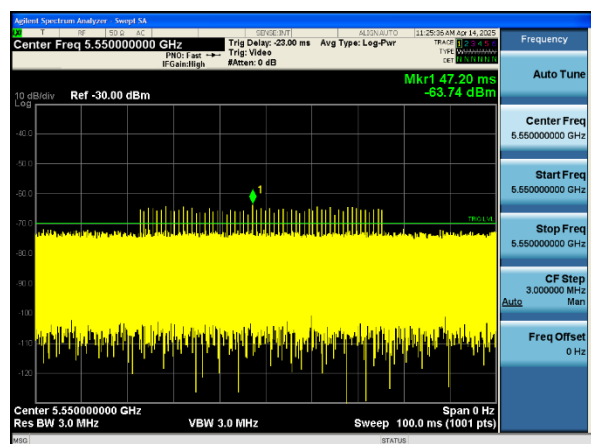 Agilent Spectrum Analyzer - Swept SA
T RF 50 Ω AC SENSE:INT ALIGN AUTO 11:25:36 AM Apr 14, 2025
Center Freq 5.550000000 GHz
PNO: Fast
IFGain:High
Trig Delay: -23.00 ms
Trig: Video
#Atten: 0 dB
Avg Type: Log-Pwr
TRACE 1 2 3 4 5 6
TYPE
DET N N N N N N
Mkr1 47.20 ms
-63.74 dBm
10 dB/div Ref -30.00 dBm
Log
-40.0
-50.0
-60.0
-70.0
-80.0
-90.0
-100
-110
-120
1
TRIG LVL
Center 5.550000000 GHz Span 0 Hz
Res BW 3.0 MHz VBW 3.0 MHz Sweep 100.0 ms (1001 pts)
MSG STATUS
Frequency
Auto Tune
Center Freq
5.550000000 GHz
Start Freq
5.550000000 GHz
Stop Freq
5.550000000 GHz
CF Step
3.000000 MHz
Auto Man
Freq Offset
0 Hz